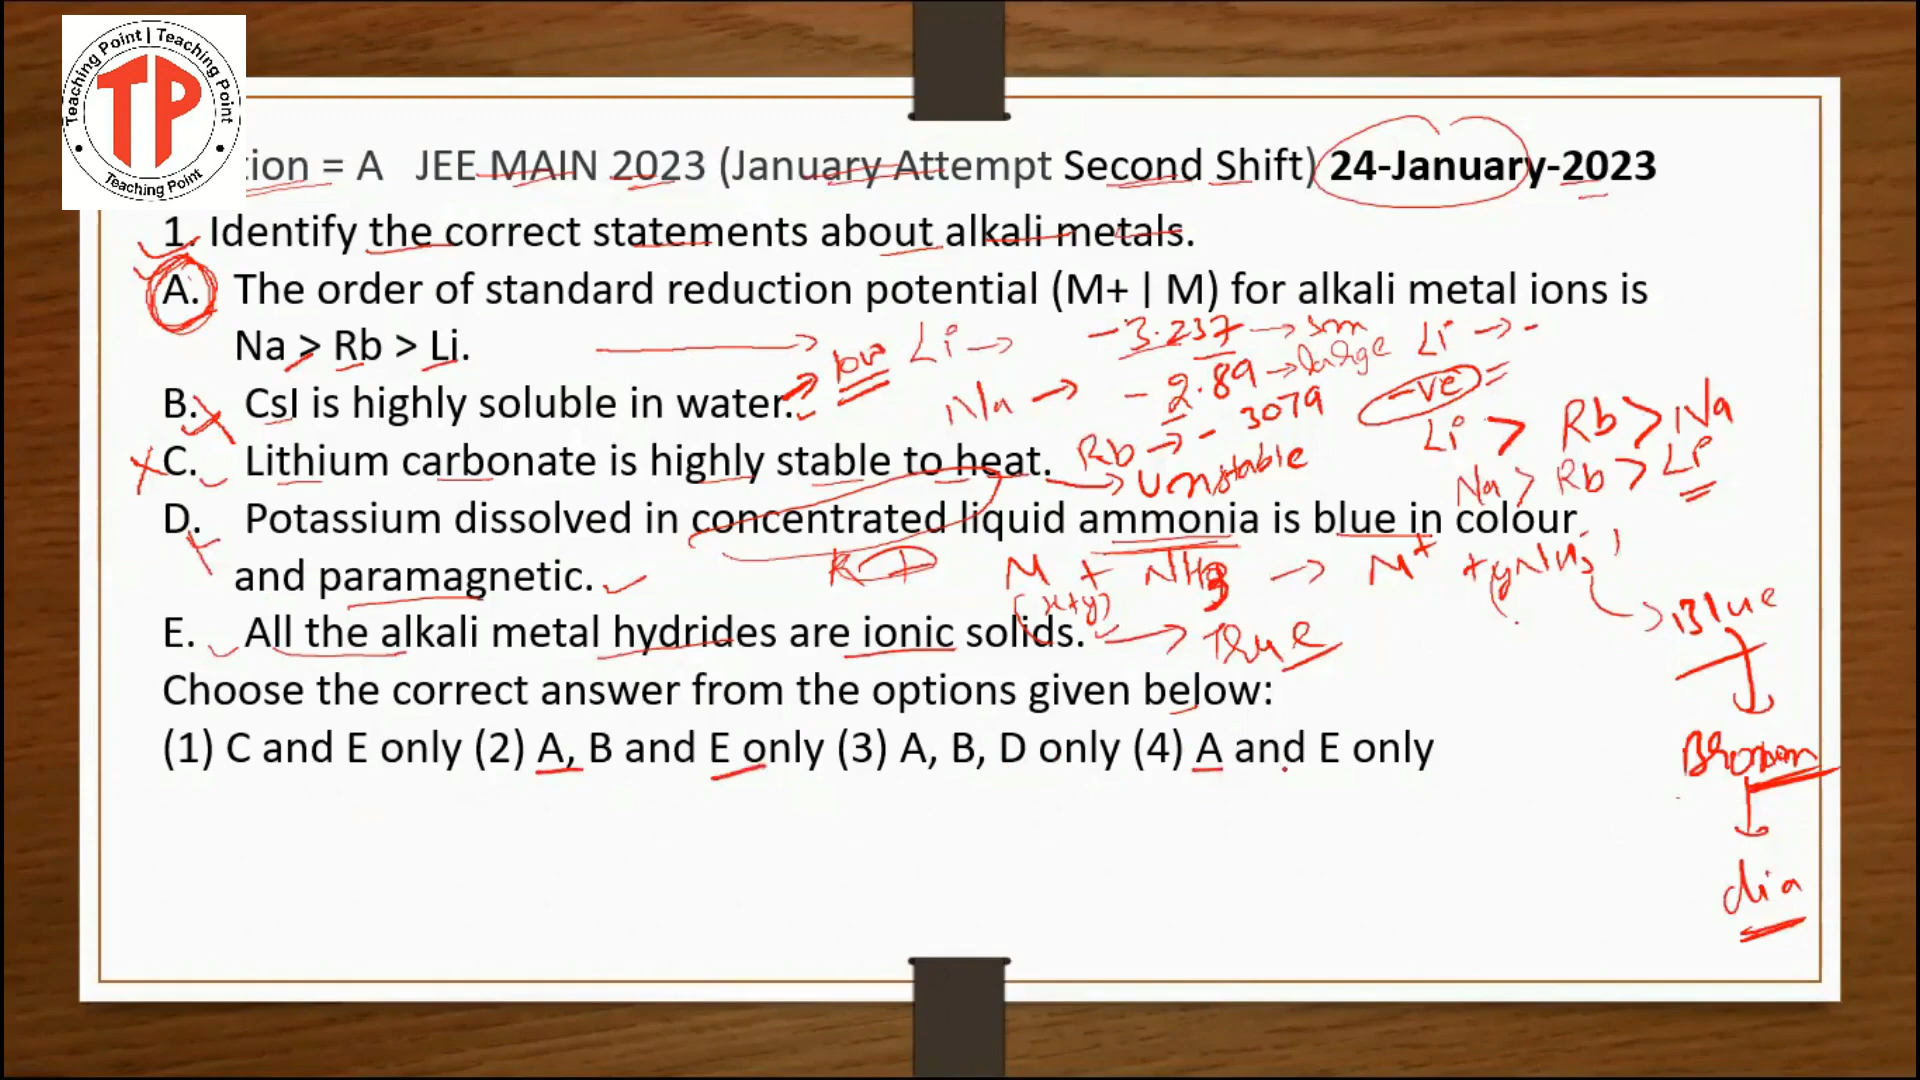 Teaching Point | Teaching Point
TP
Teaching Point
tion = A JEE MAIN 2023 (January Attempt Second Shift) 24-January-2023
1. Identify the correct statements about alkali metals.
A. The order of standard reduction potential (M+ | M) for alkali metal ions is
Na > Rb > Li.
low Li → -3.237 → sm Li → -
Na → -2.89 → large -ve
B. CsI is highly soluble in water.
Rb → - 3079 Li > Rb > Na
C. Lithium carbonate is highly stable to heat. → Unstable
Na > Rb > Li
D. Potassium dissolved in concentrated liquid ammonia is blue in colour
and paramagnetic.
M + NH3 → M+ +
(x+y)
Blue
E. All the alkali metal hydrides are ionic solids. → True
Choose the correct answer from the options given below:
(1) C and E only (2) A, B and E only (3) A, B, D only (4) A and E only
dia